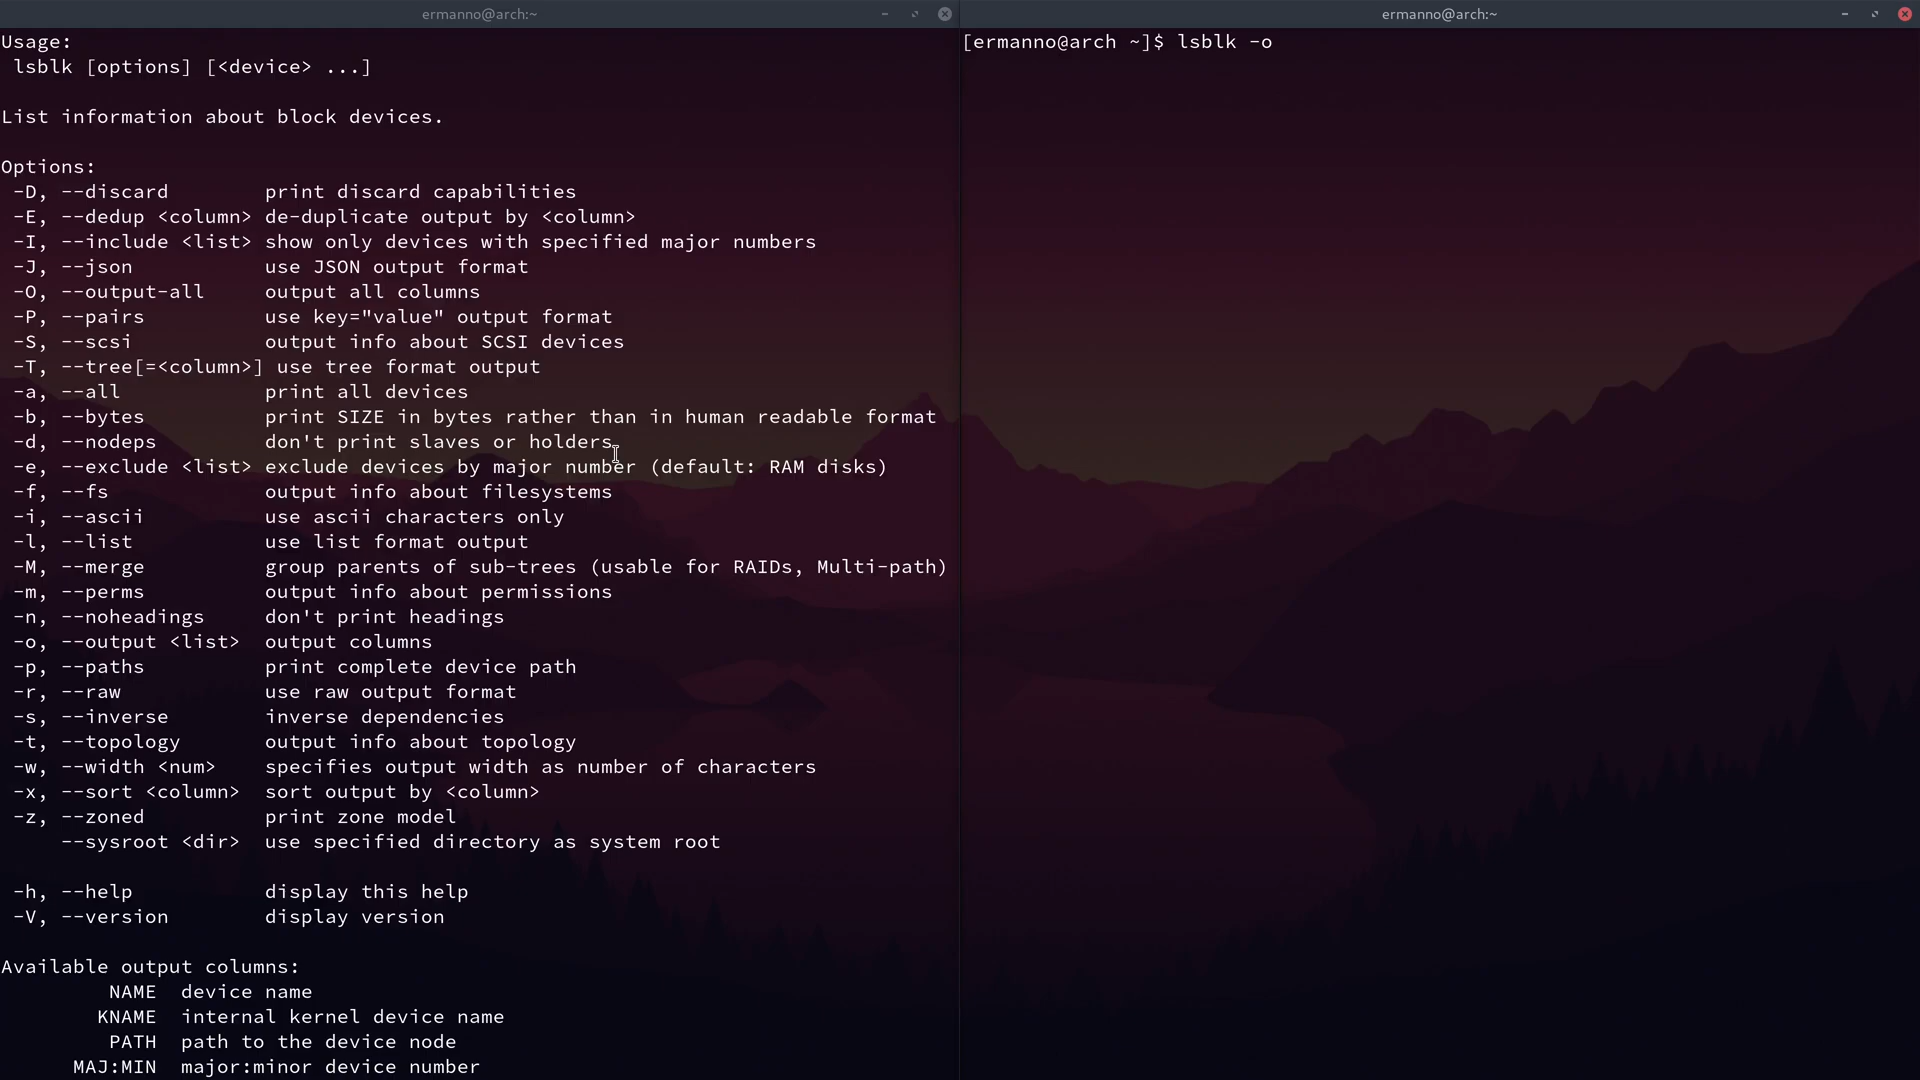 ermanno@arch:~
Usage:
 lsblk [options] [<device> ...]
List information about block devices.
Options:
 -D, --discard        print discard capabilities
 -E, --dedup <column> de-duplicate output by <column>
 -I, --include <list> show only devices with specified major numbers
 -J, --json           use JSON output format
 -O, --output-all     output all columns
 -P, --pairs          use key="value" output format
 -S, --scsi           output info about SCSI devices
 -T, --tree[=<column>] use tree format output
 -a, --all            print all devices
 -b, --bytes          print SIZE in bytes rather than in human readable format
 -d, --nodeps         don't print slaves or holders
 -e, --exclude <list> exclude devices by major number (default: RAM disks)
 -f, --fs             output info about filesystems
 -i, --ascii          use ascii characters only
 -l, --list           use list format output
 -M, --merge          group parents of sub-trees (usable for RAIDs, Multi-path)
 -m, --perms          output info about permissions
 -n, --noheadings     don't print headings
 -o, --output <list>  output columns
 -p, --paths          print complete device path
 -r, --raw            use raw output format
 -s, --inverse        inverse dependencies
 -t, --topology       output info about topology
 -w, --width <num>    specifies output width as number of characters
 -x, --sort <column>  sort output by <column>
 -z, --zoned          print zone model
     --sysroot <dir>  use specified directory as system root
 -h, --help           display this help
 -V, --version        display version
Available output columns:
         NAME  device name
        KNAME  internal kernel device name
         PATH  path to the device node
      MAJ:MIN  major:minor device number
ermanno@arch:~
[ermanno@arch ~]$ lsblk -o